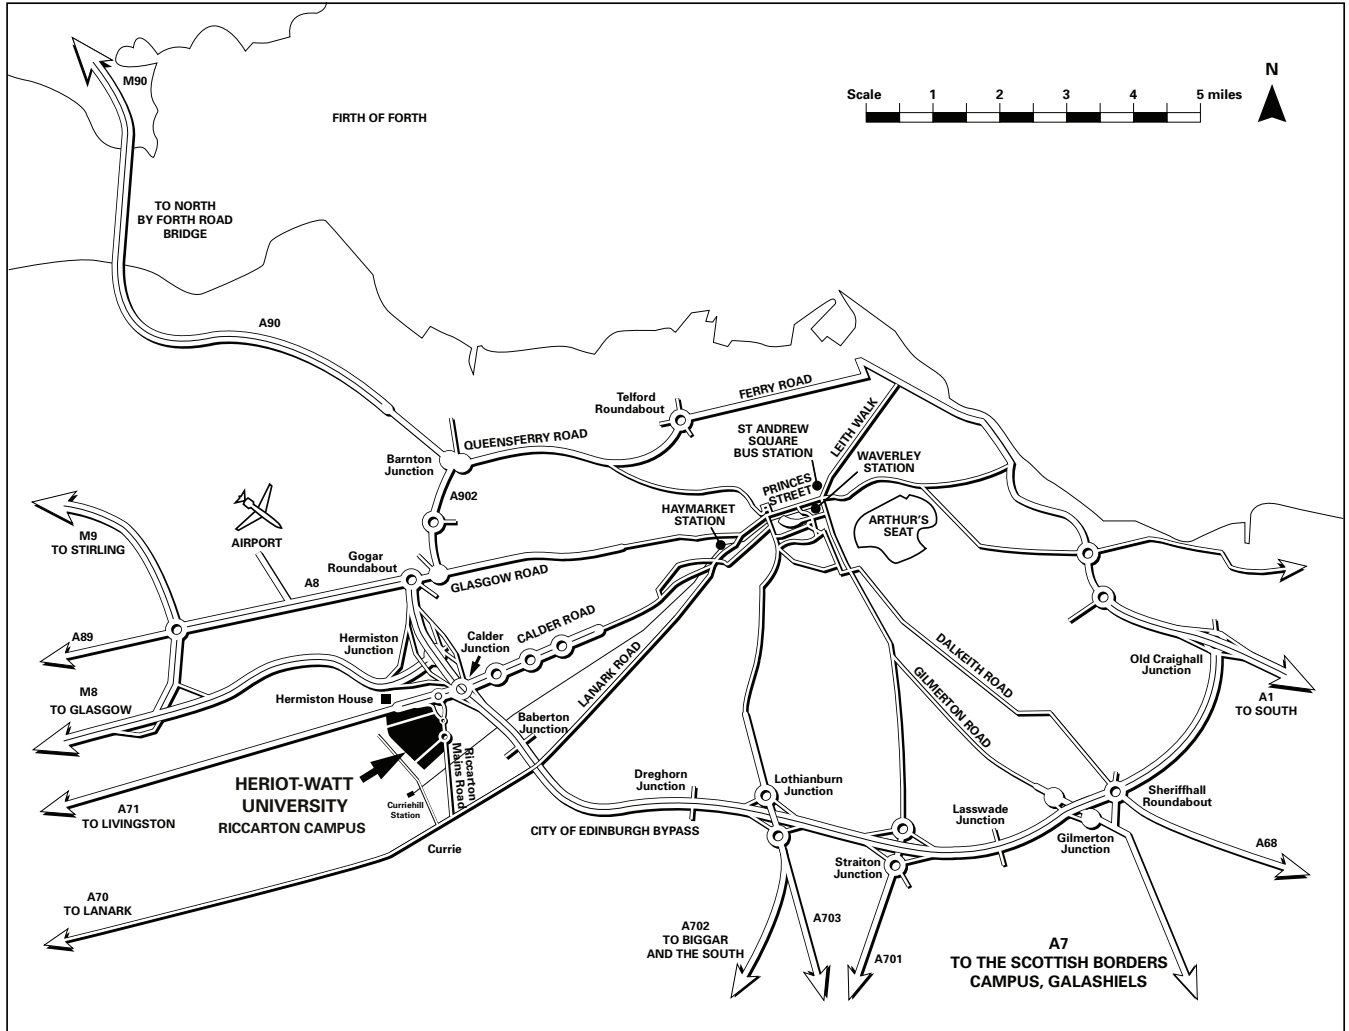 M90
FIRTH OF FORTH
Scale 1 2 3 4 5 miles
N
TO NORTH
BY FORTH ROAD
BRIDGE
A90
Telford
Roundabout
FERRY ROAD
QUEENSFERRY ROAD
Barnton
Junction
ST ANDREW
SQUARE
BUS STATION
LEITH WALK
WAVERLEY
STATION
PRINCES
STREET
A902
HAYMARKET
STATION
ARTHUR'S
SEAT
M9
TO STIRLING
AIRPORT
Gogar
Roundabout
A8
GLASGOW ROAD
A89
Hermiston
Junction
Calder
Junction
CALDER ROAD
LANARK ROAD
DALKEITH ROAD
GILMERTON ROAD
Old Craighall
Junction
A1
TO SOUTH
M8
TO GLASGOW
Hermiston House
Baberton
Junction
Riccarton
Mains Road
HERIOT-WATT
UNIVERSITY
RICCARTON CAMPUS
Curriehill
Station
A71
TO LIVINGSTON
Dreghorn
Junction
Lothianburn
Junction
Lasswade
Junction
Sheriffhall
Roundabout
CITY OF EDINBURGH BYPASS
Gilmerton
Junction
A68
Currie
Straiton
Junction
A70
TO LANARK
A702
TO BIGGAR
AND THE SOUTH
A703
A701
A7
TO THE SCOTTISH BORDERS
CAMPUS, GALASHIELS